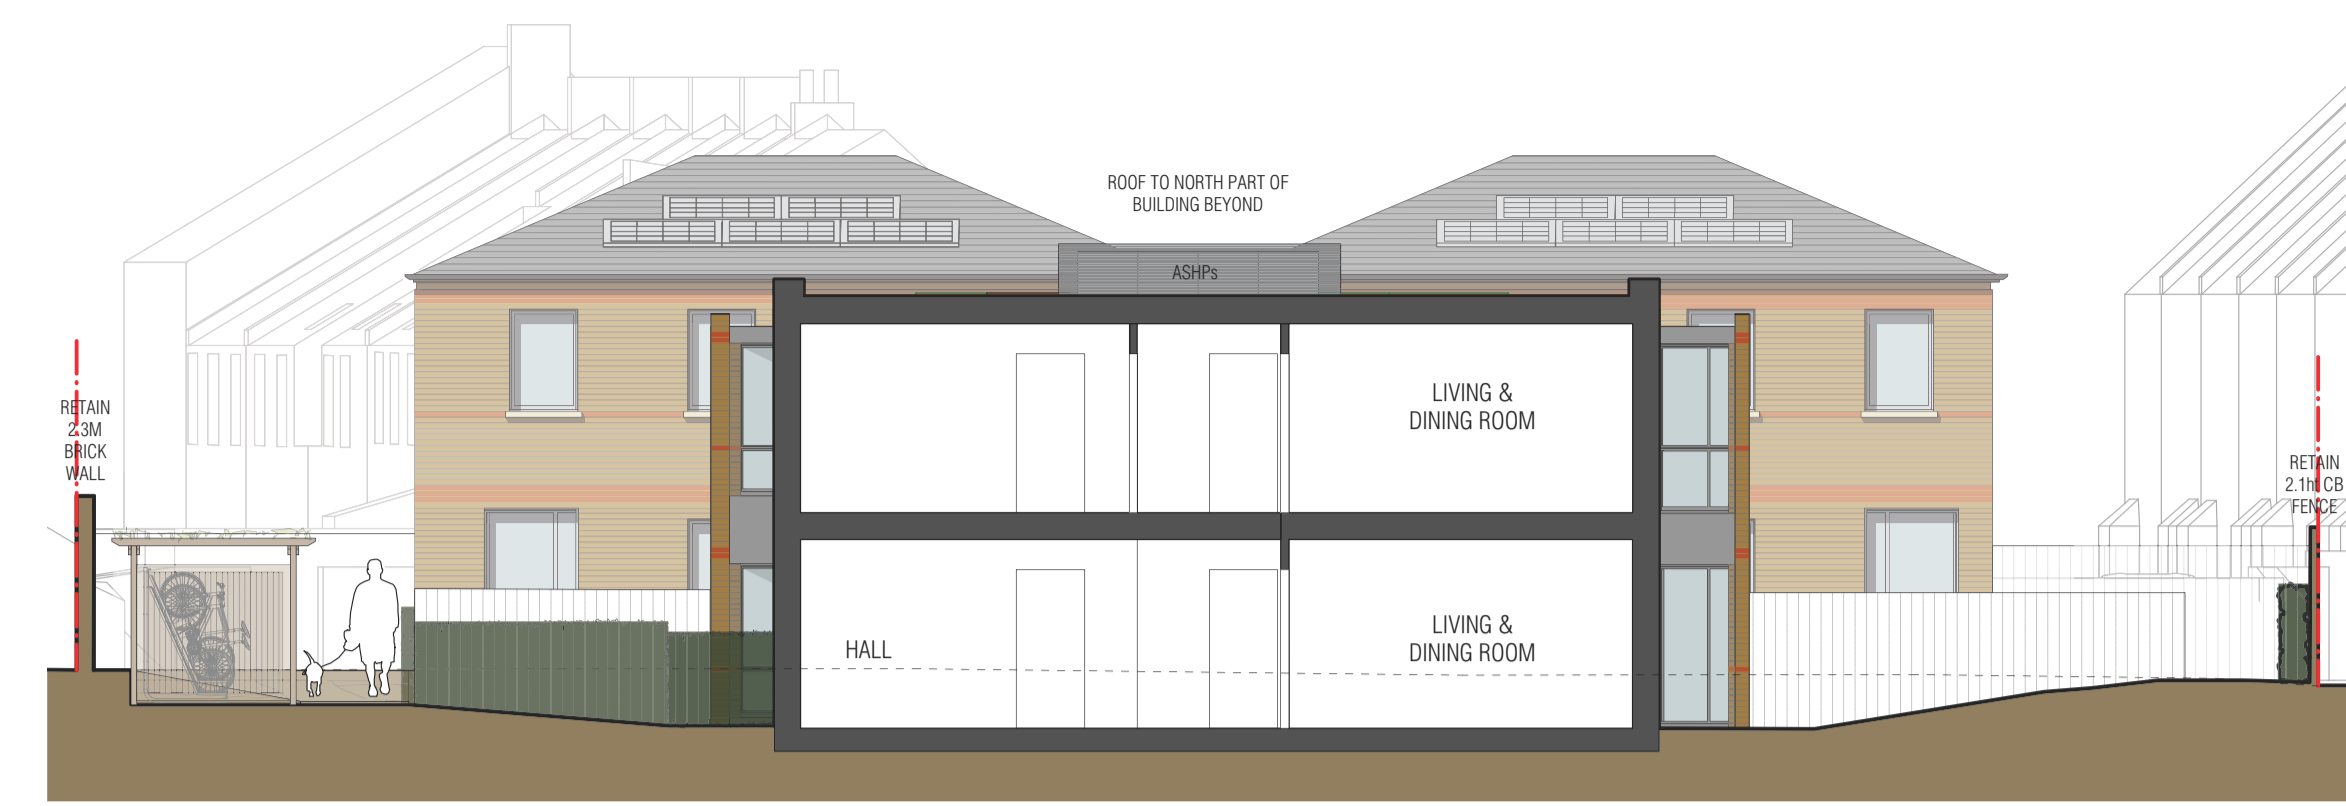 ROOF TO NORTH PART OF
BUILDING BEYOND
ASHPs
RETAIN
2.3M
BRICK
WALL
LIVING &
DINING ROOM
RETAIN
2.1ht CB
FENCE
HALL
LIVING &
DINING ROOM